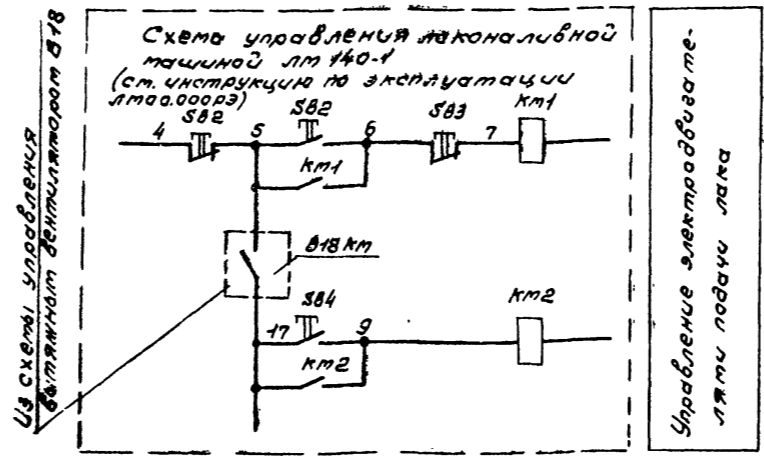 Схема управления лаконаливной
машиной лм 140-1
(см. инструкцию по эксплуатации
лм00.000РЭ)
SB2
SB2
SB3
КМ1
4
5
6
7
КМ1
В18 КМ
SB4
КМ2
17
9
КМ2
Из схемы управления
вытяжным вентилятором В18
Управление электродвигате-
лями подачи лака